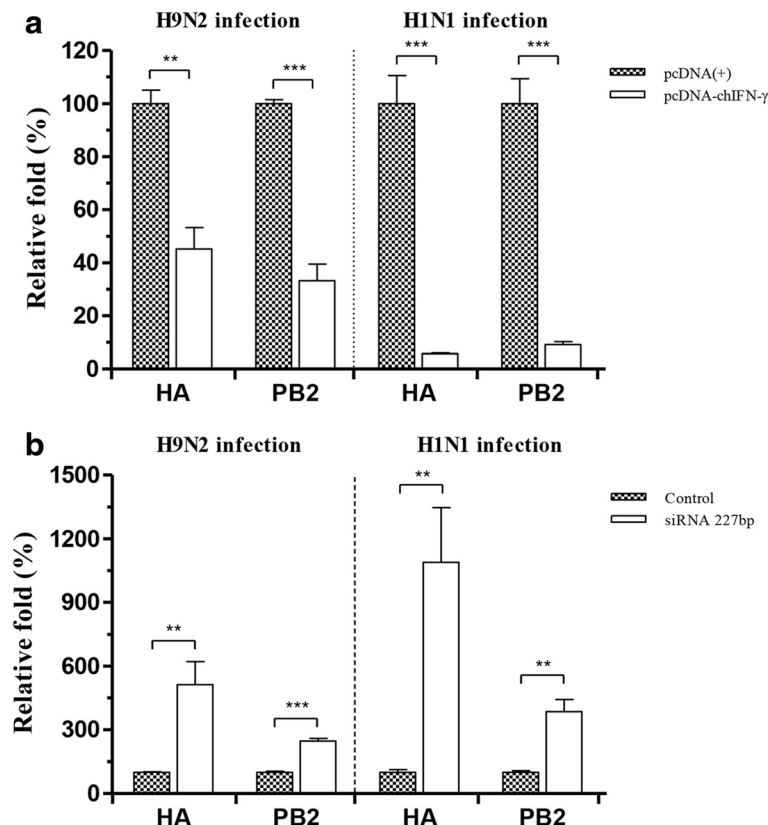 a
H9N2 infection
H1N1 infection
Relative fold (%)
120
100
80
60
40
20
0
**
***
***
***
HA
PB2
HA
PB2
pcDNA(+)
pcDNA-chIFN-γ
b
H9N2 infection
H1N1 infection
Relative fold (%)
1500
1200
900
600
300
0
**
***
**
**
HA
PB2
HA
PB2
Control
siRNA 227bp